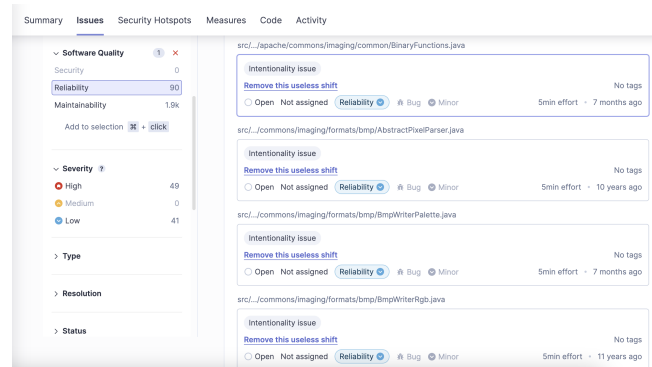 Summary Issues Security Hotspots Measures Code Activity
Software Quality 1
Security 0
Reliability 90
Maintainability 1.9k
Add to selection ⌘ + click
Severity ?
High 49
Medium 0
Low 41
Type
Resolution
Status
src/.../apache/commons/imaging/common/BinaryFunctions.java
Intentionality issue
Remove this useless shift No tags
Open Not assigned Reliability Bug Minor 5min effort • 7 months ago
src/.../commons/imaging/formats/bmp/AbstractPixelParser.java
Intentionality issue
Remove this useless shift No tags
Open Not assigned Reliability Bug Minor 5min effort • 10 years ago
src/.../commons/imaging/formats/bmp/BmpWriterPalette.java
Intentionality issue
Remove this useless shift No tags
Open Not assigned Reliability Bug Minor 5min effort • 7 months ago
src/.../commons/imaging/formats/bmp/BmpWriterRgb.java
Intentionality issue
Remove this useless shift No tags
Open Not assigned Reliability Bug Minor 5min effort • 11 years ago